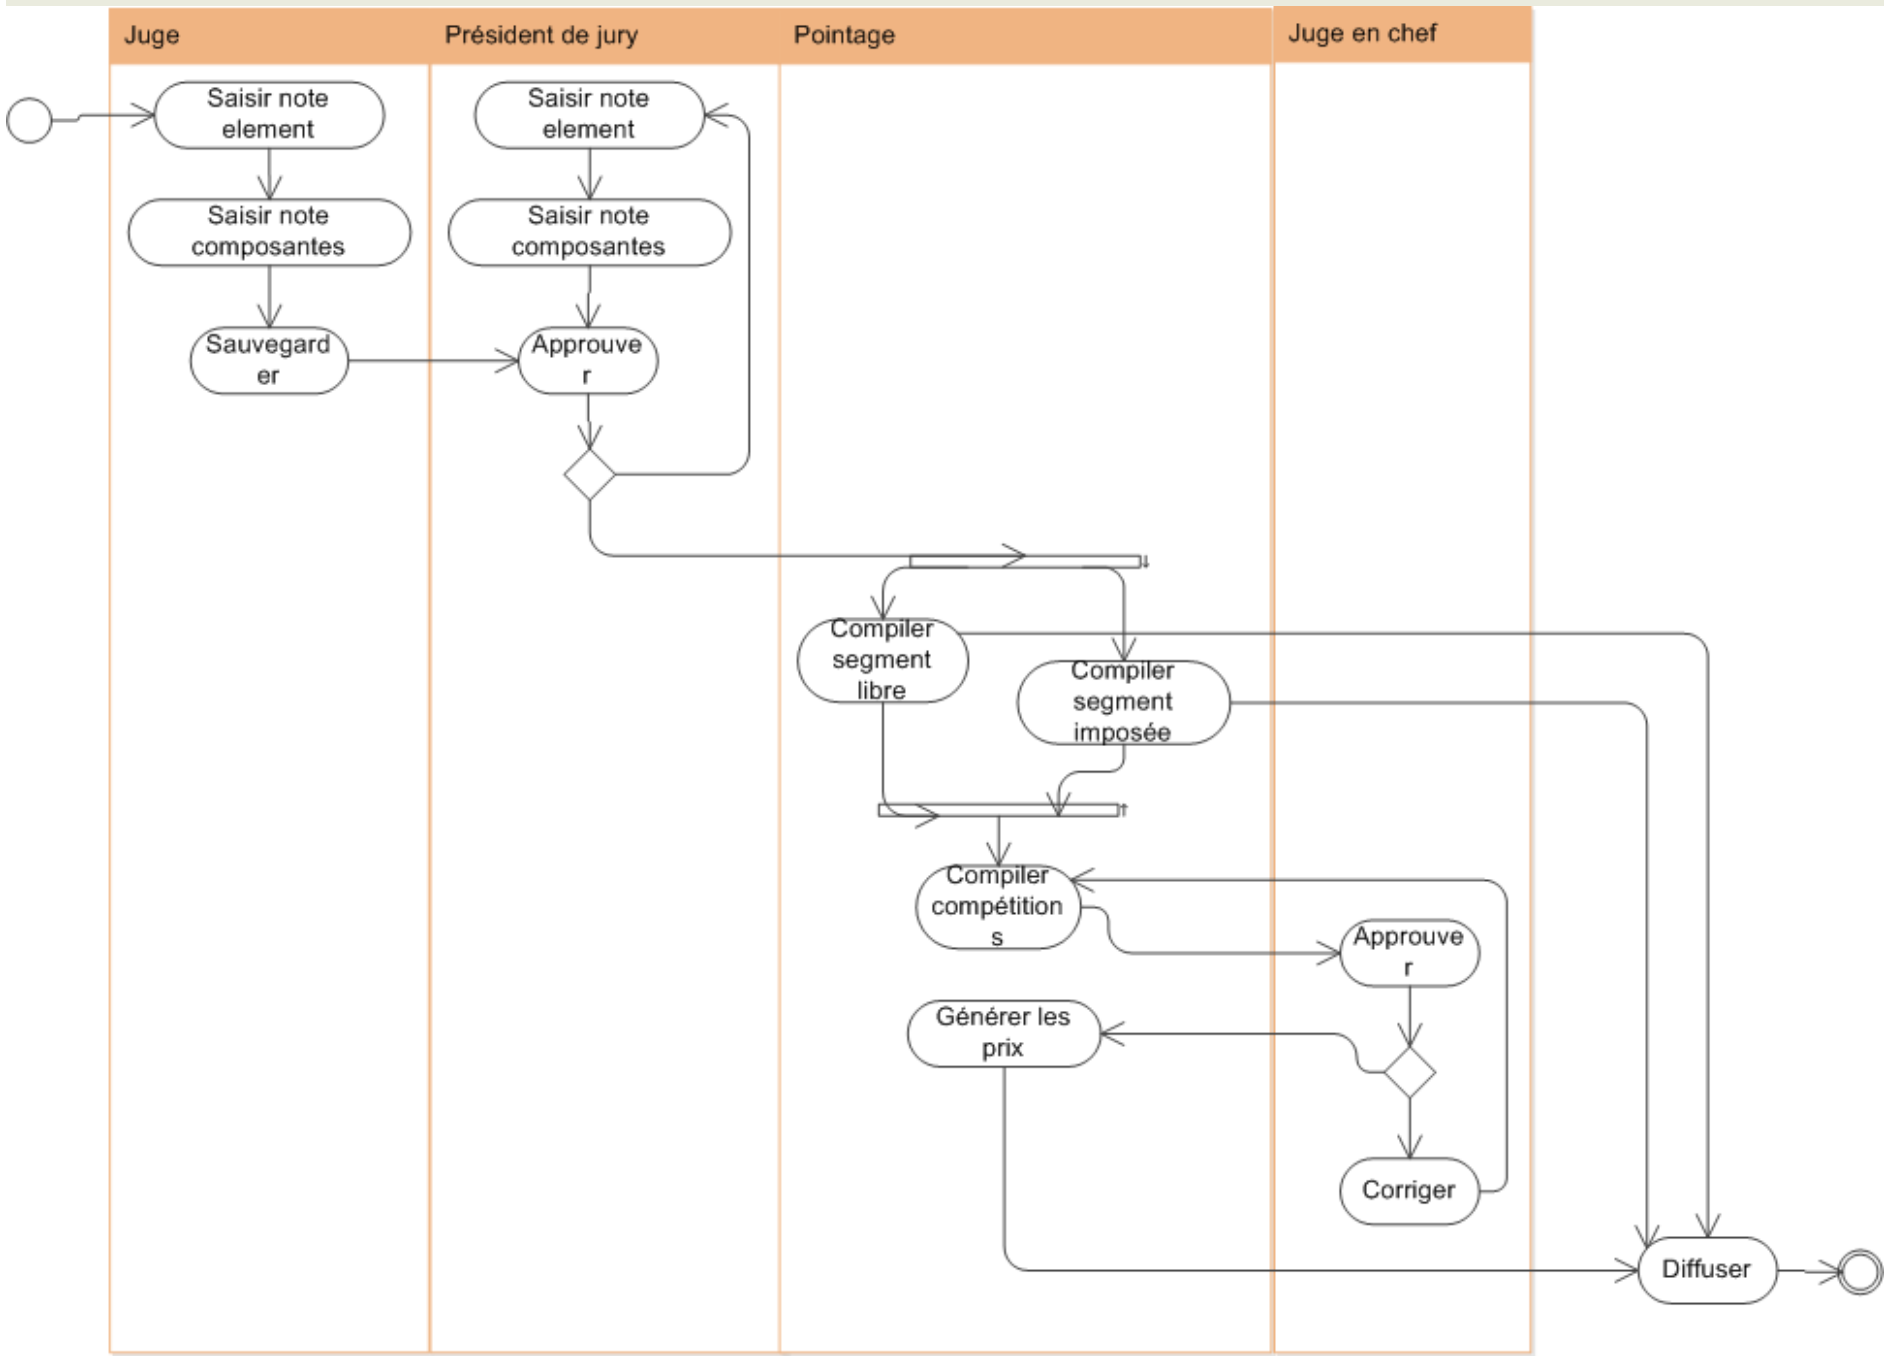 Juge
Président de jury
Pointage
Juge en chef
Saisir note
element
Saisir note
element
Saisir note
composantes
Saisir note
composantes
Sauvegard
er
Approuve
r
Compiler
segment
libre
Compiler
segment
imposée
Compiler
compétition
s
Approuve
r
Générer les
prix
Corriger
Diffuser